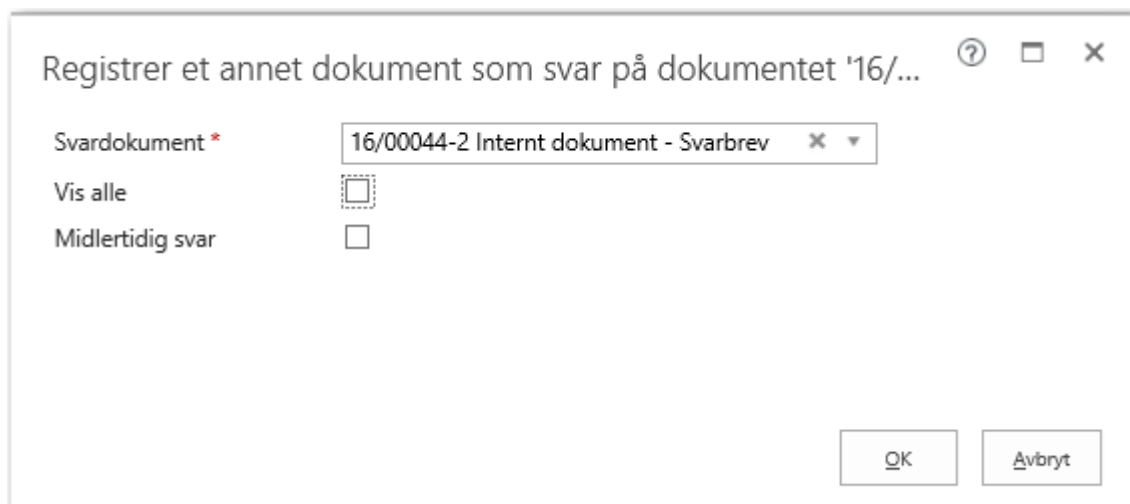 Registrer et annet dokument som svar på dokumentet '16/...
Svardokument * 16/00044-2 Internt dokument - Svarbrev
Vis alle
Midlertidig svar
OK Avbryt